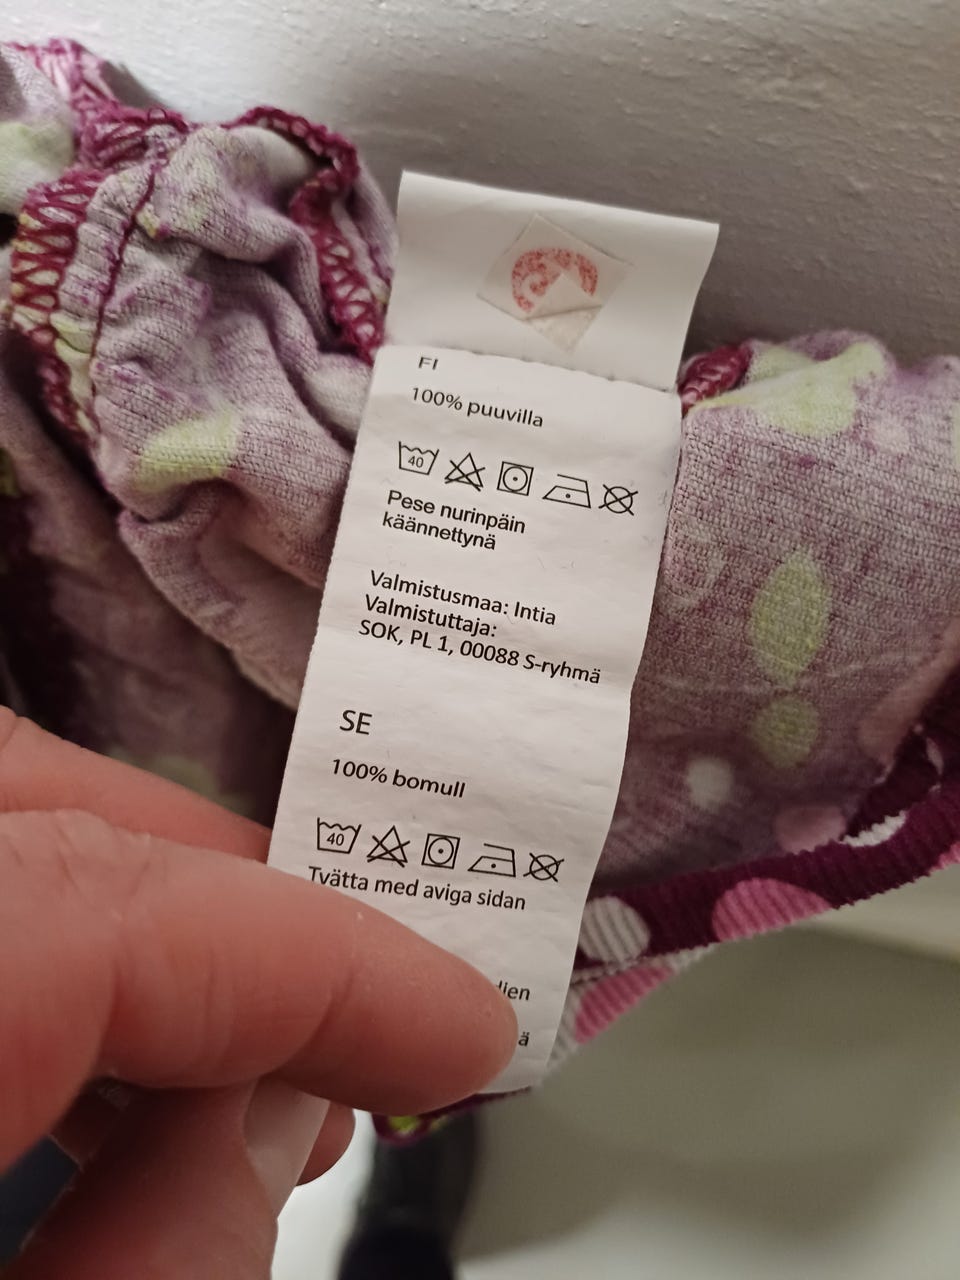 FI
100% puuvilla
40
Pese nurinpäin
käännettynä
Valmistusmaa: Intia
Valmistuttaja:
SOK, PL 1, 00088 S-ryhmä
SE
100% bomull
40
Tvätta med aviga sidan